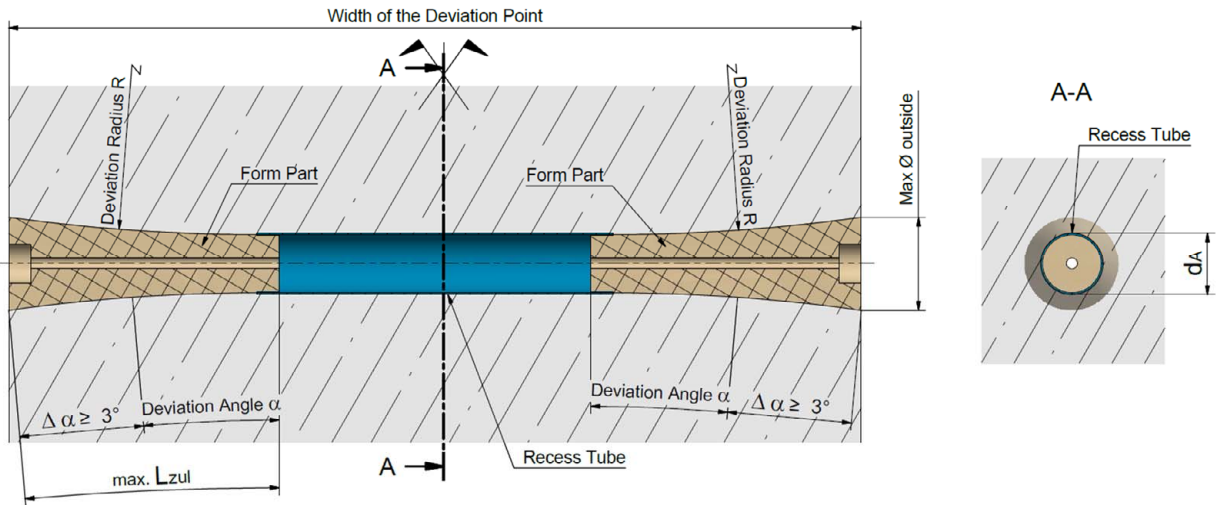 Width of the Deviation Point
A
A-A
Deviation Radius R
Deviation Radius R
Max Ø outside
Recess Tube
Form Part
Form Part
dA
Δ α ≥ 3°
Deviation Angle α
Deviation Angle α
Δ α ≥ 3°
A
Recess Tube
max. Lzul